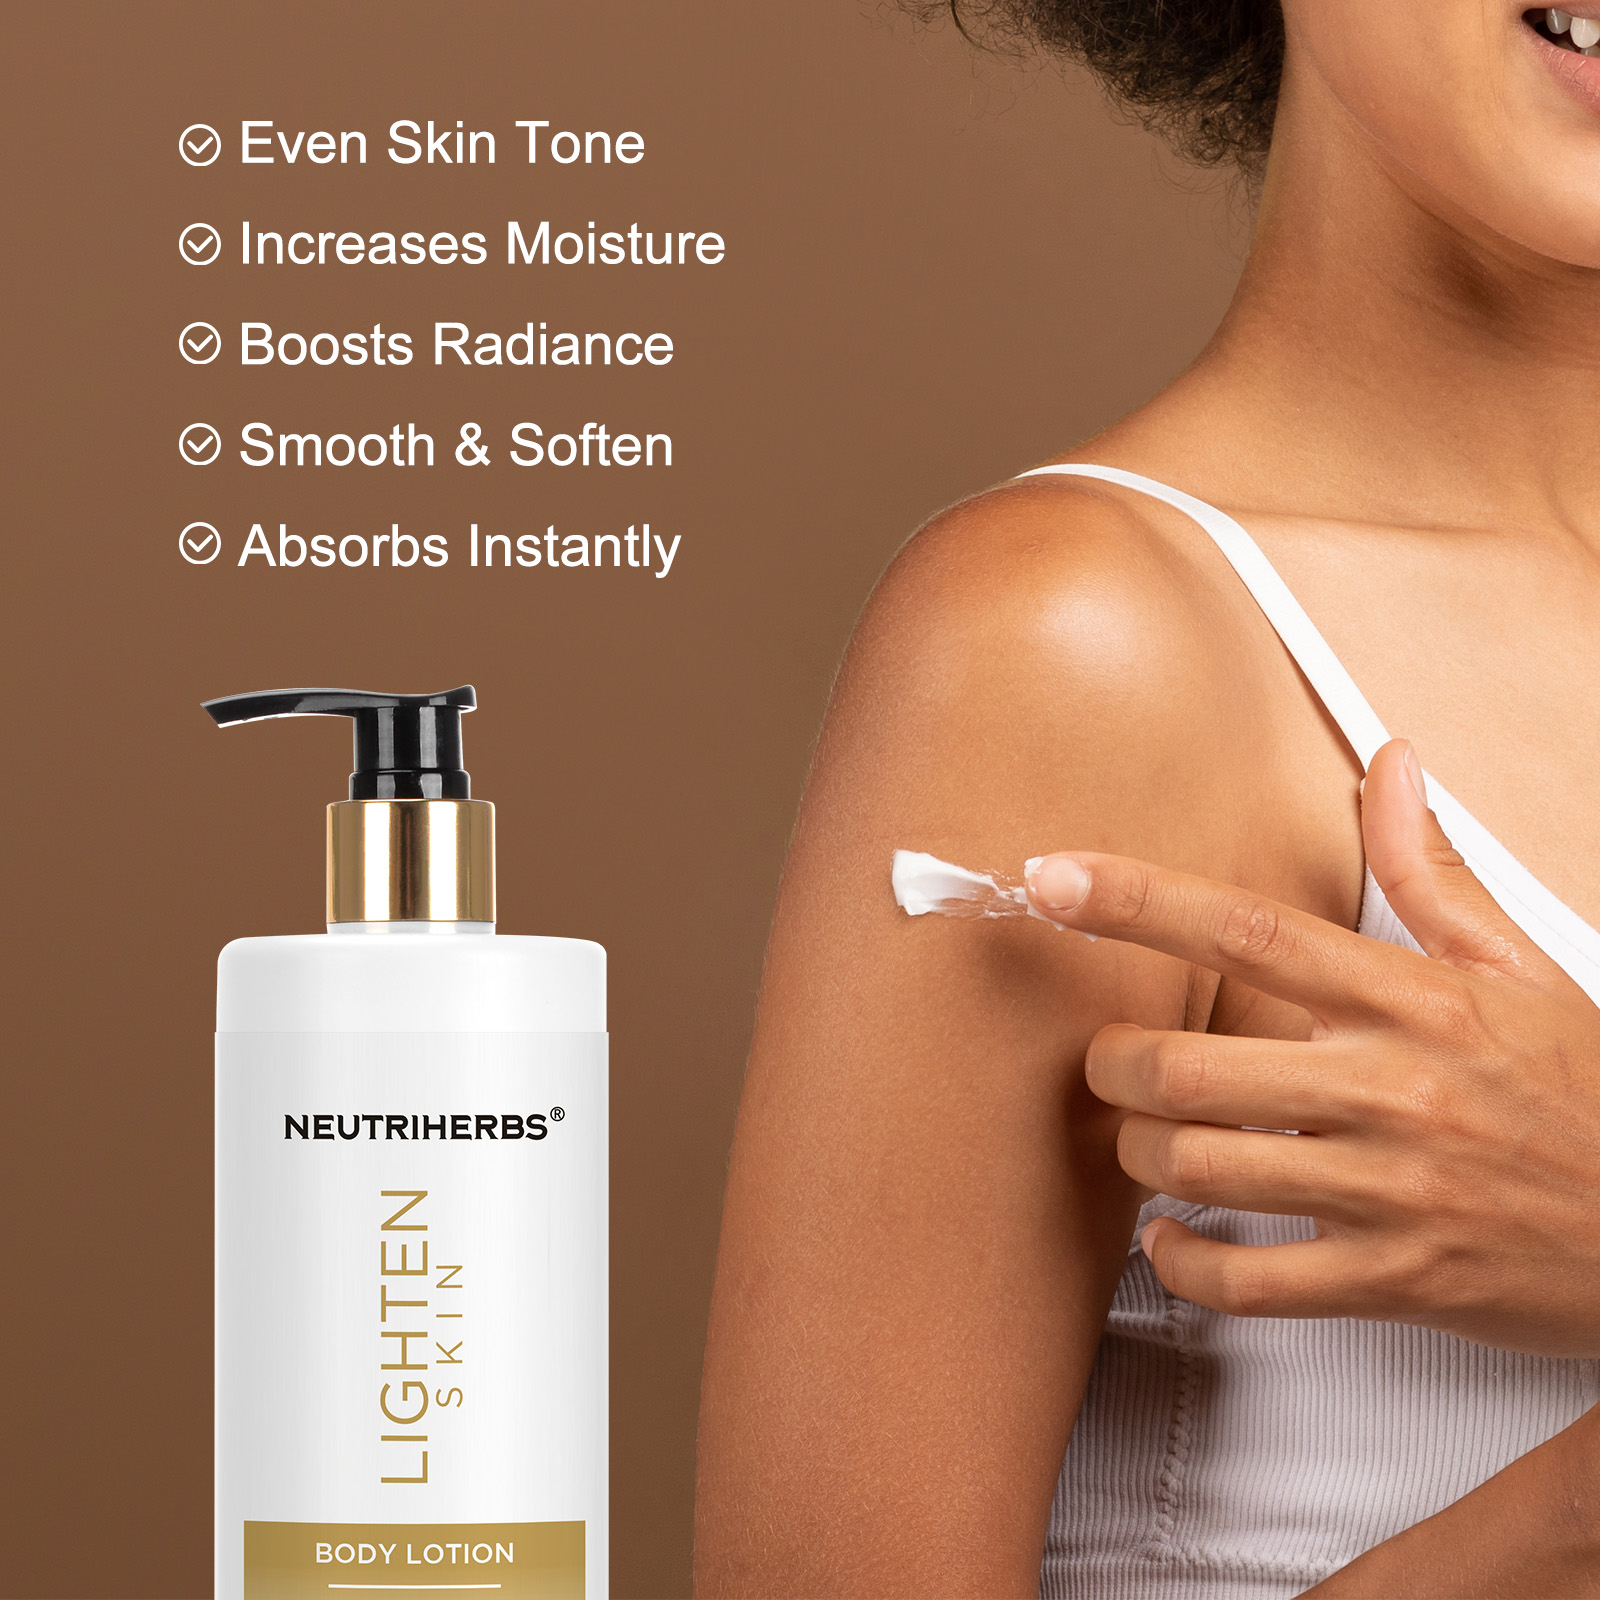 Even Skin Tone
Increases Moisture
Boosts Radiance
Smooth & Soften
Absorbs Instantly
NEUTRIHERBS®
LIGHTEN
SKIN
BODY LOTION